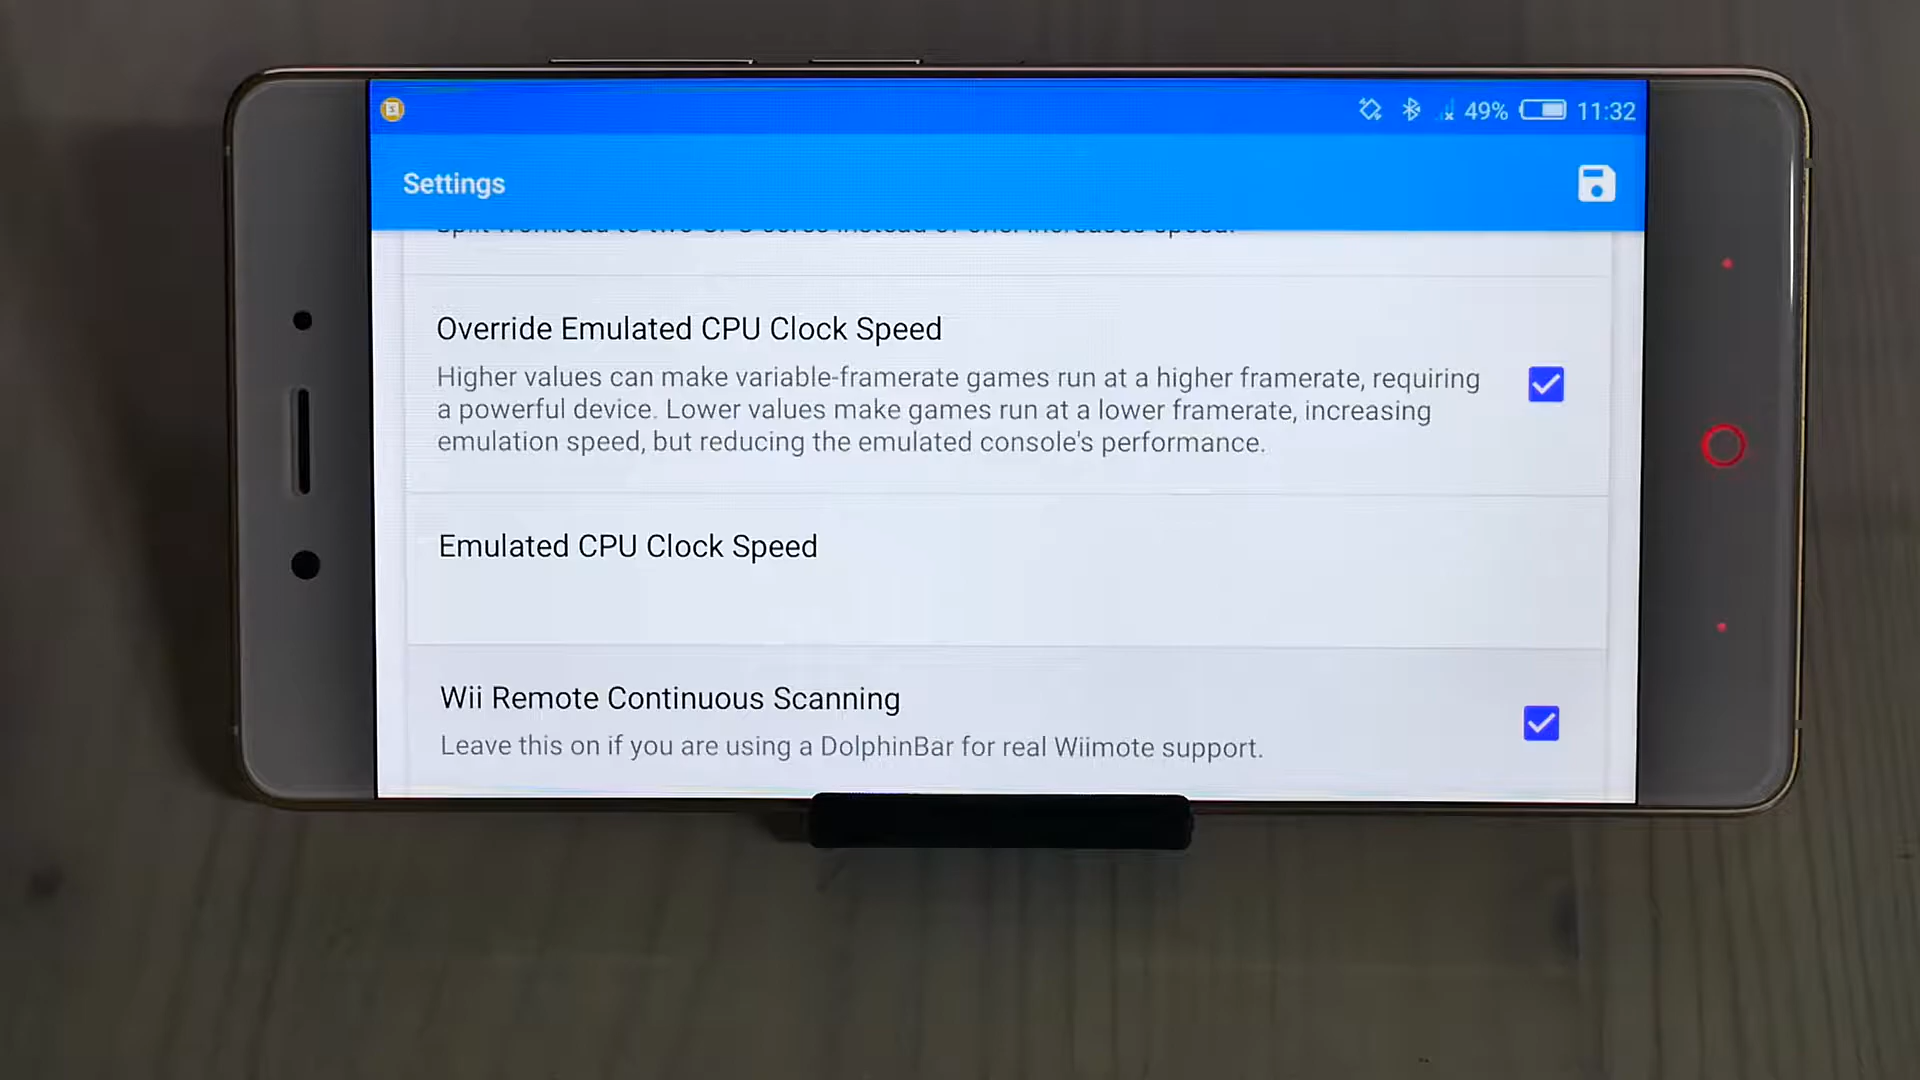 49% 11:32
Settings
Override Emulated CPU Clock Speed
Higher values can make variable-framerate games run at a higher framerate, requiring
a powerful device. Lower values make games run at a lower framerate, increasing
emulation speed, but reducing the emulated console's performance.
Emulated CPU Clock Speed
Wii Remote Continuous Scanning
Leave this on if you are using a DolphinBar for real Wiimote support.